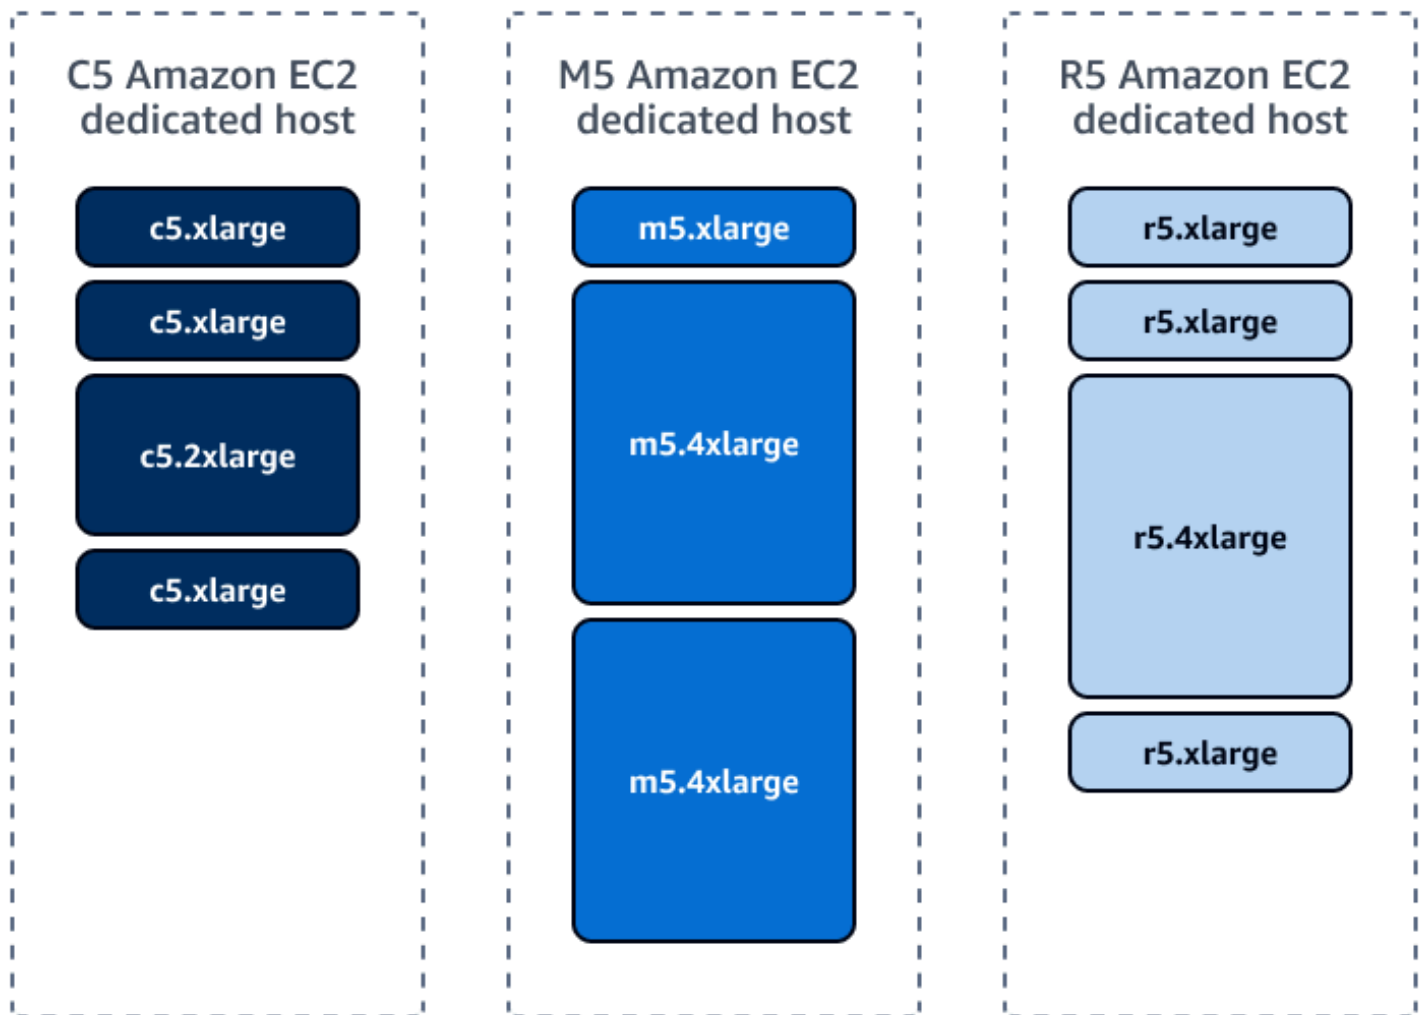 C5 Amazon EC2
dedicated host
c5.xlarge
c5.xlarge
c5.2xlarge
c5.xlarge
M5 Amazon EC2
dedicated host
m5.xlarge
m5.4xlarge
m5.4xlarge
R5 Amazon EC2
dedicated host
r5.xlarge
r5.xlarge
r5.4xlarge
r5.xlarge